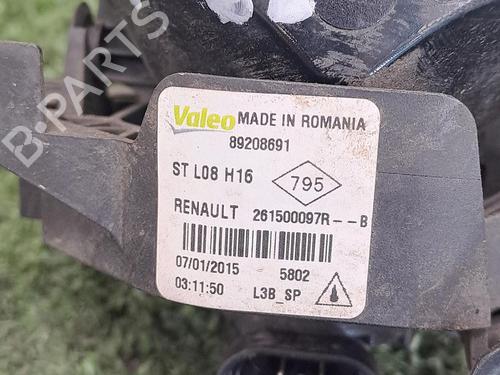 B-PARTS
Valeo MADE IN ROMANIA
89208691
ST L08 H16 795
RENAULT 261500097R--B
07/01/2015 5802
03:11:50 L3B_SP